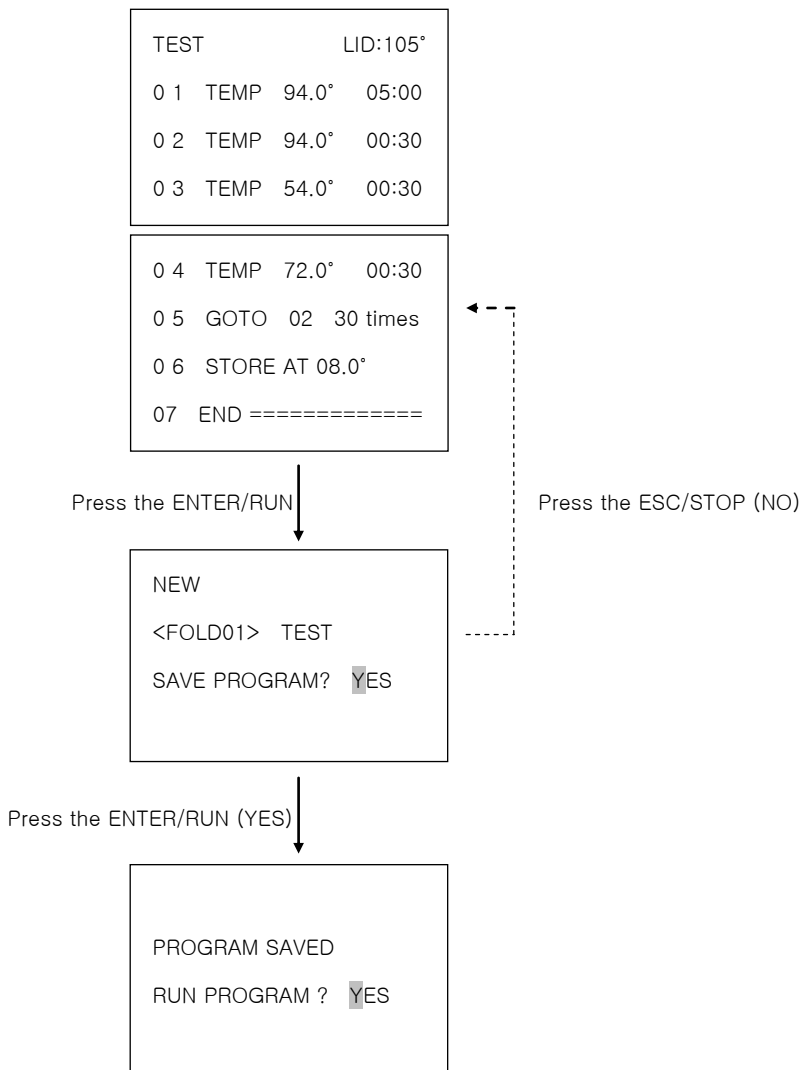 TEST LID:105°
0 1 TEMP 94.0° 05:00
0 2 TEMP 94.0° 00:30
0 3 TEMP 54.0° 00:30
0 4 TEMP 72.0° 00:30
0 5 GOTO 02 30 times
0 6 STORE AT 08.0°
07 END =============
Press the ENTER/RUN
Press the ESC/STOP (NO)
NEW
<FOLD01> TEST
SAVE PROGRAM? YES
Press the ENTER/RUN (YES)
PROGRAM SAVED
RUN PROGRAM ? YES